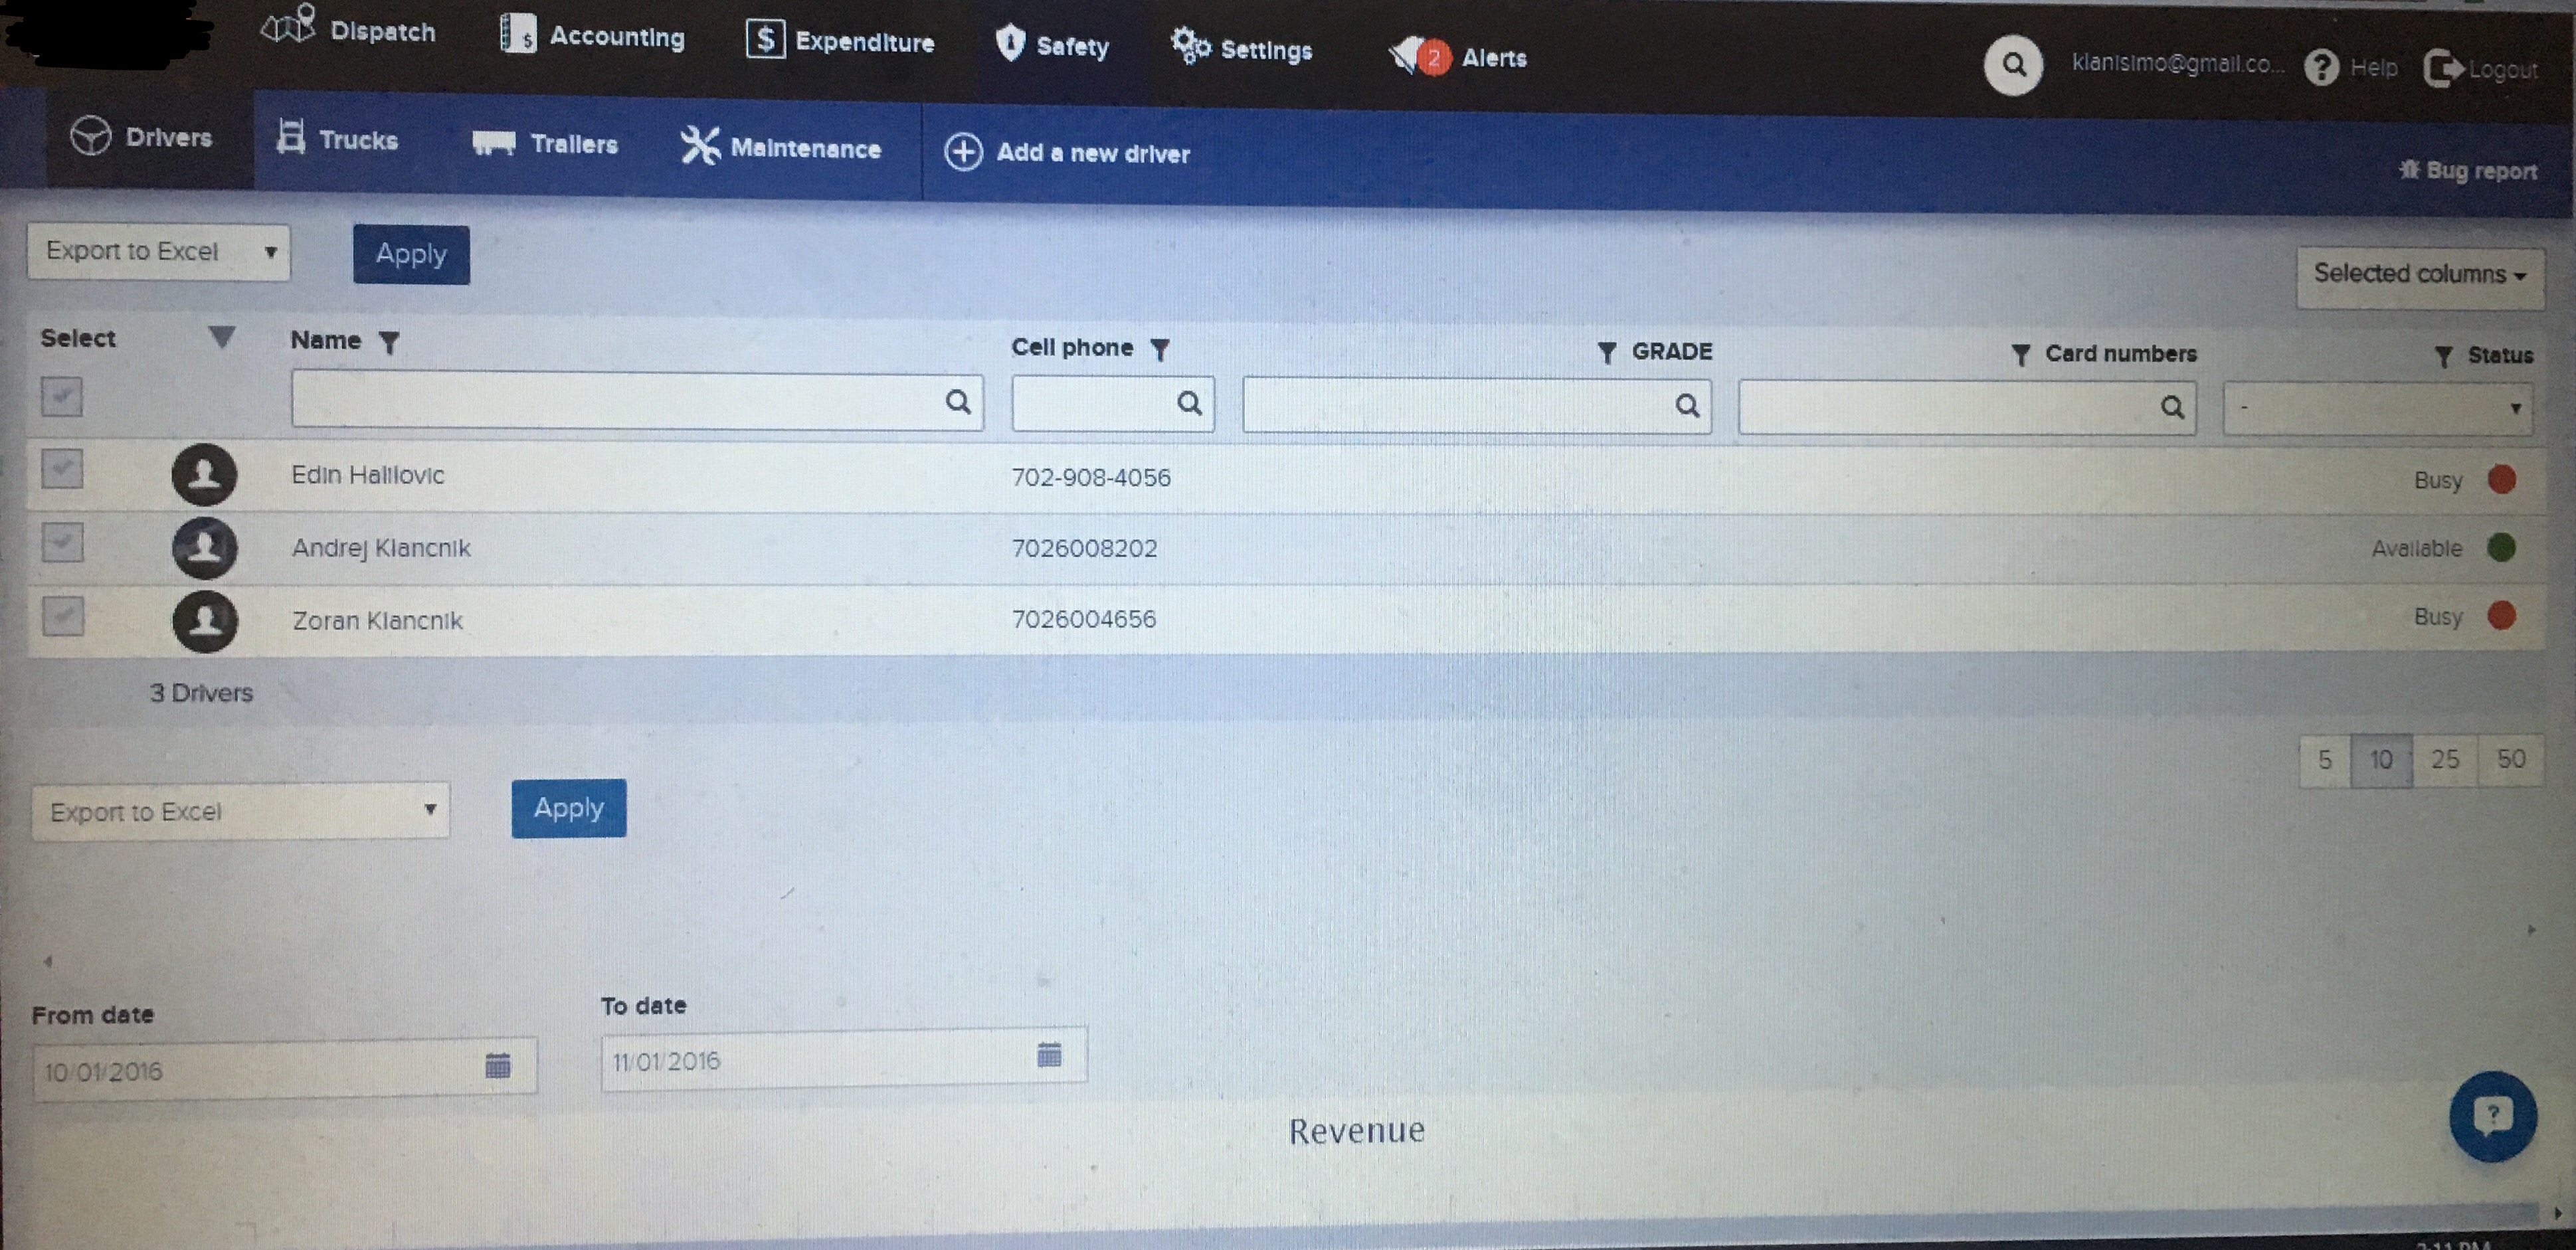 Dispatch Accounting Expenditure Safety Settings 2 Alerts klanisimo@gmail.co... Help Logout
Drivers Trucks Trailers Maintenance Add a new driver Bug report
Export to Excel Apply Selected columns
Select Name Cell phone GRADE Card numbers Status
-
Edin Halilovic 702-908-4056 Busy
Andrej Klancnik 7026008202 Available
Zoran Klancnik 7026004656 Busy
3 Drivers
5 10 25 50
Export to Excel Apply
From date To date
10/01/2016 11/01/2016
Revenue